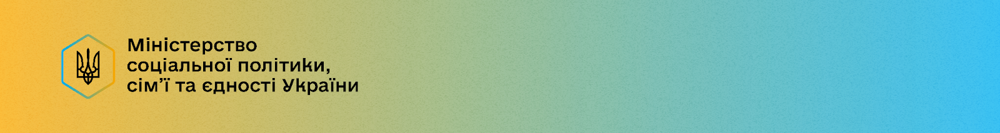 Міністерство
соціальної політики,
сім’ї та єдності України